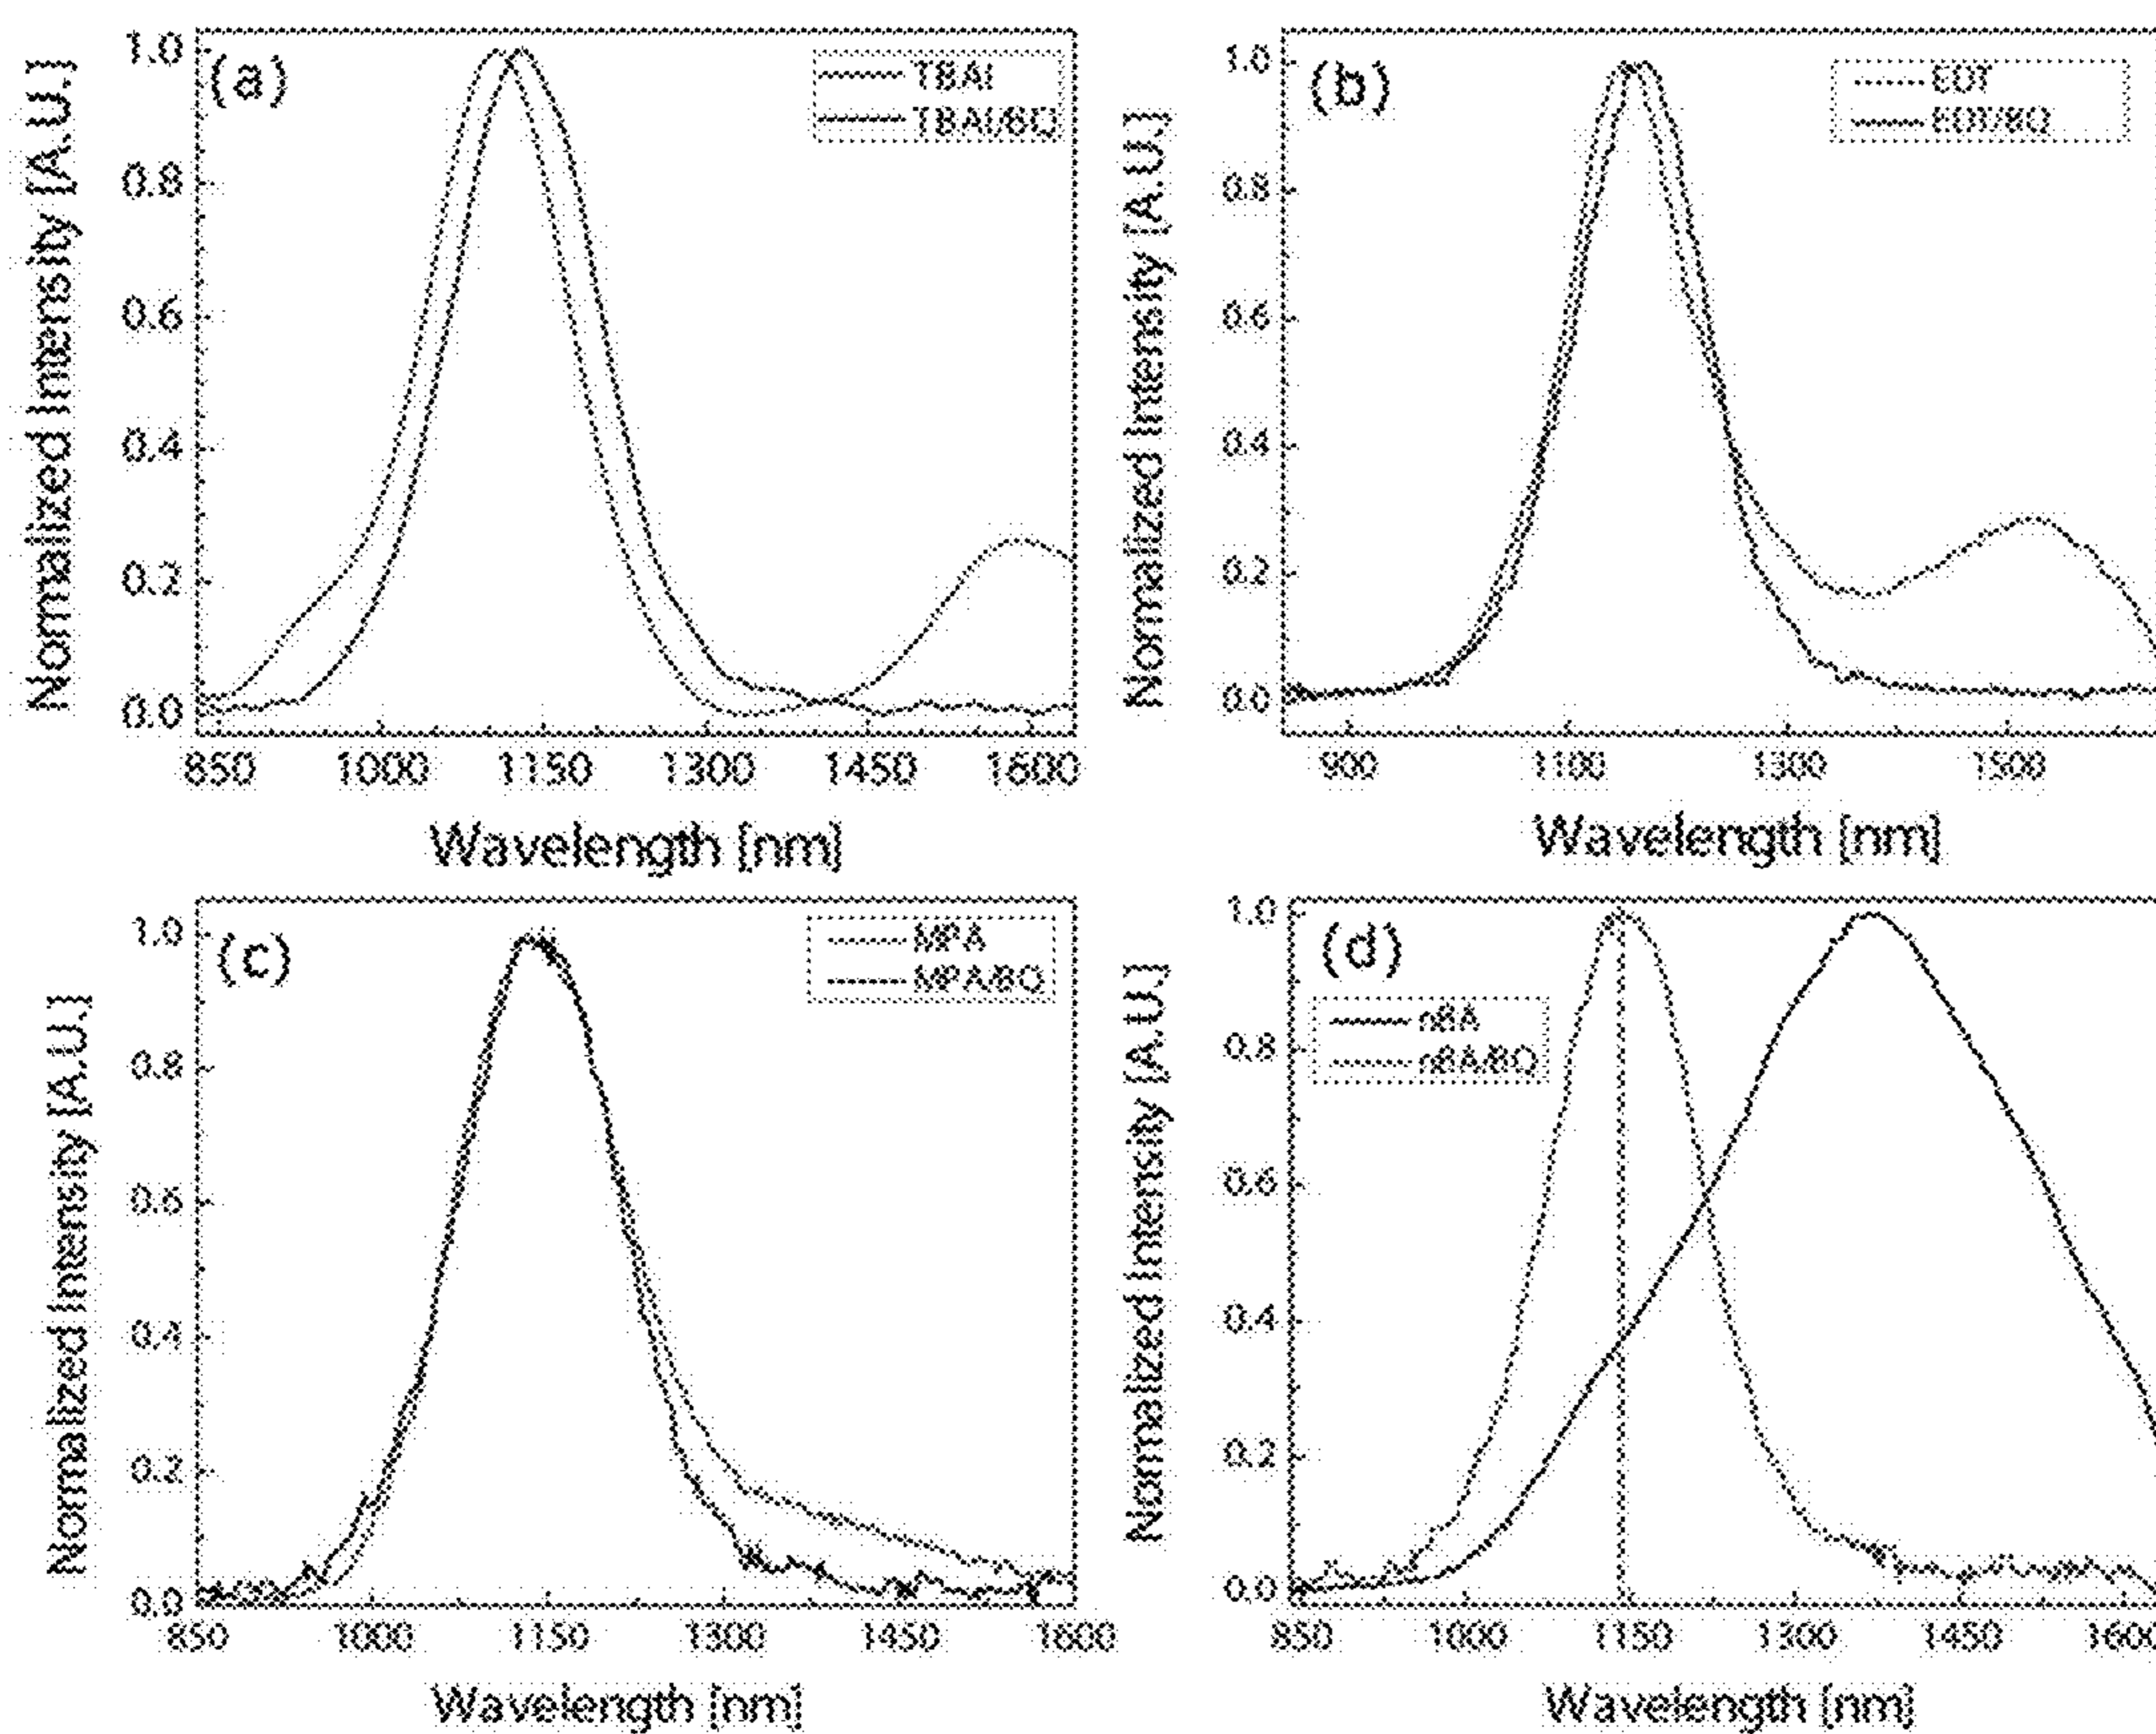 (a)
TBAI
TBAI/BQ
Normalized Intensity [A.U.]
1.0
0.8
0.6
0.4
0.2
0.0
850 1000 1150 1300 1450 1600
Wavelength [nm]
(b)
EDT
EDT/BQ
Normalized Intensity [A.U.]
1.0
0.8
0.6
0.4
0.2
0.0
900 1100 1300 1500
Wavelength [nm]
(c)
MPA
MPA/BQ
Normalized Intensity [A.U.]
1.0
0.8
0.6
0.4
0.2
0.0
850 1000 1150 1300 1450 1600
Wavelength [nm]
(d)
nBA
nBA/BQ
Normalized Intensity [A.U.]
1.0
0.8
0.6
0.4
0.2
0.0
850 1000 1150 1300 1450 1600
Wavelength [nm]